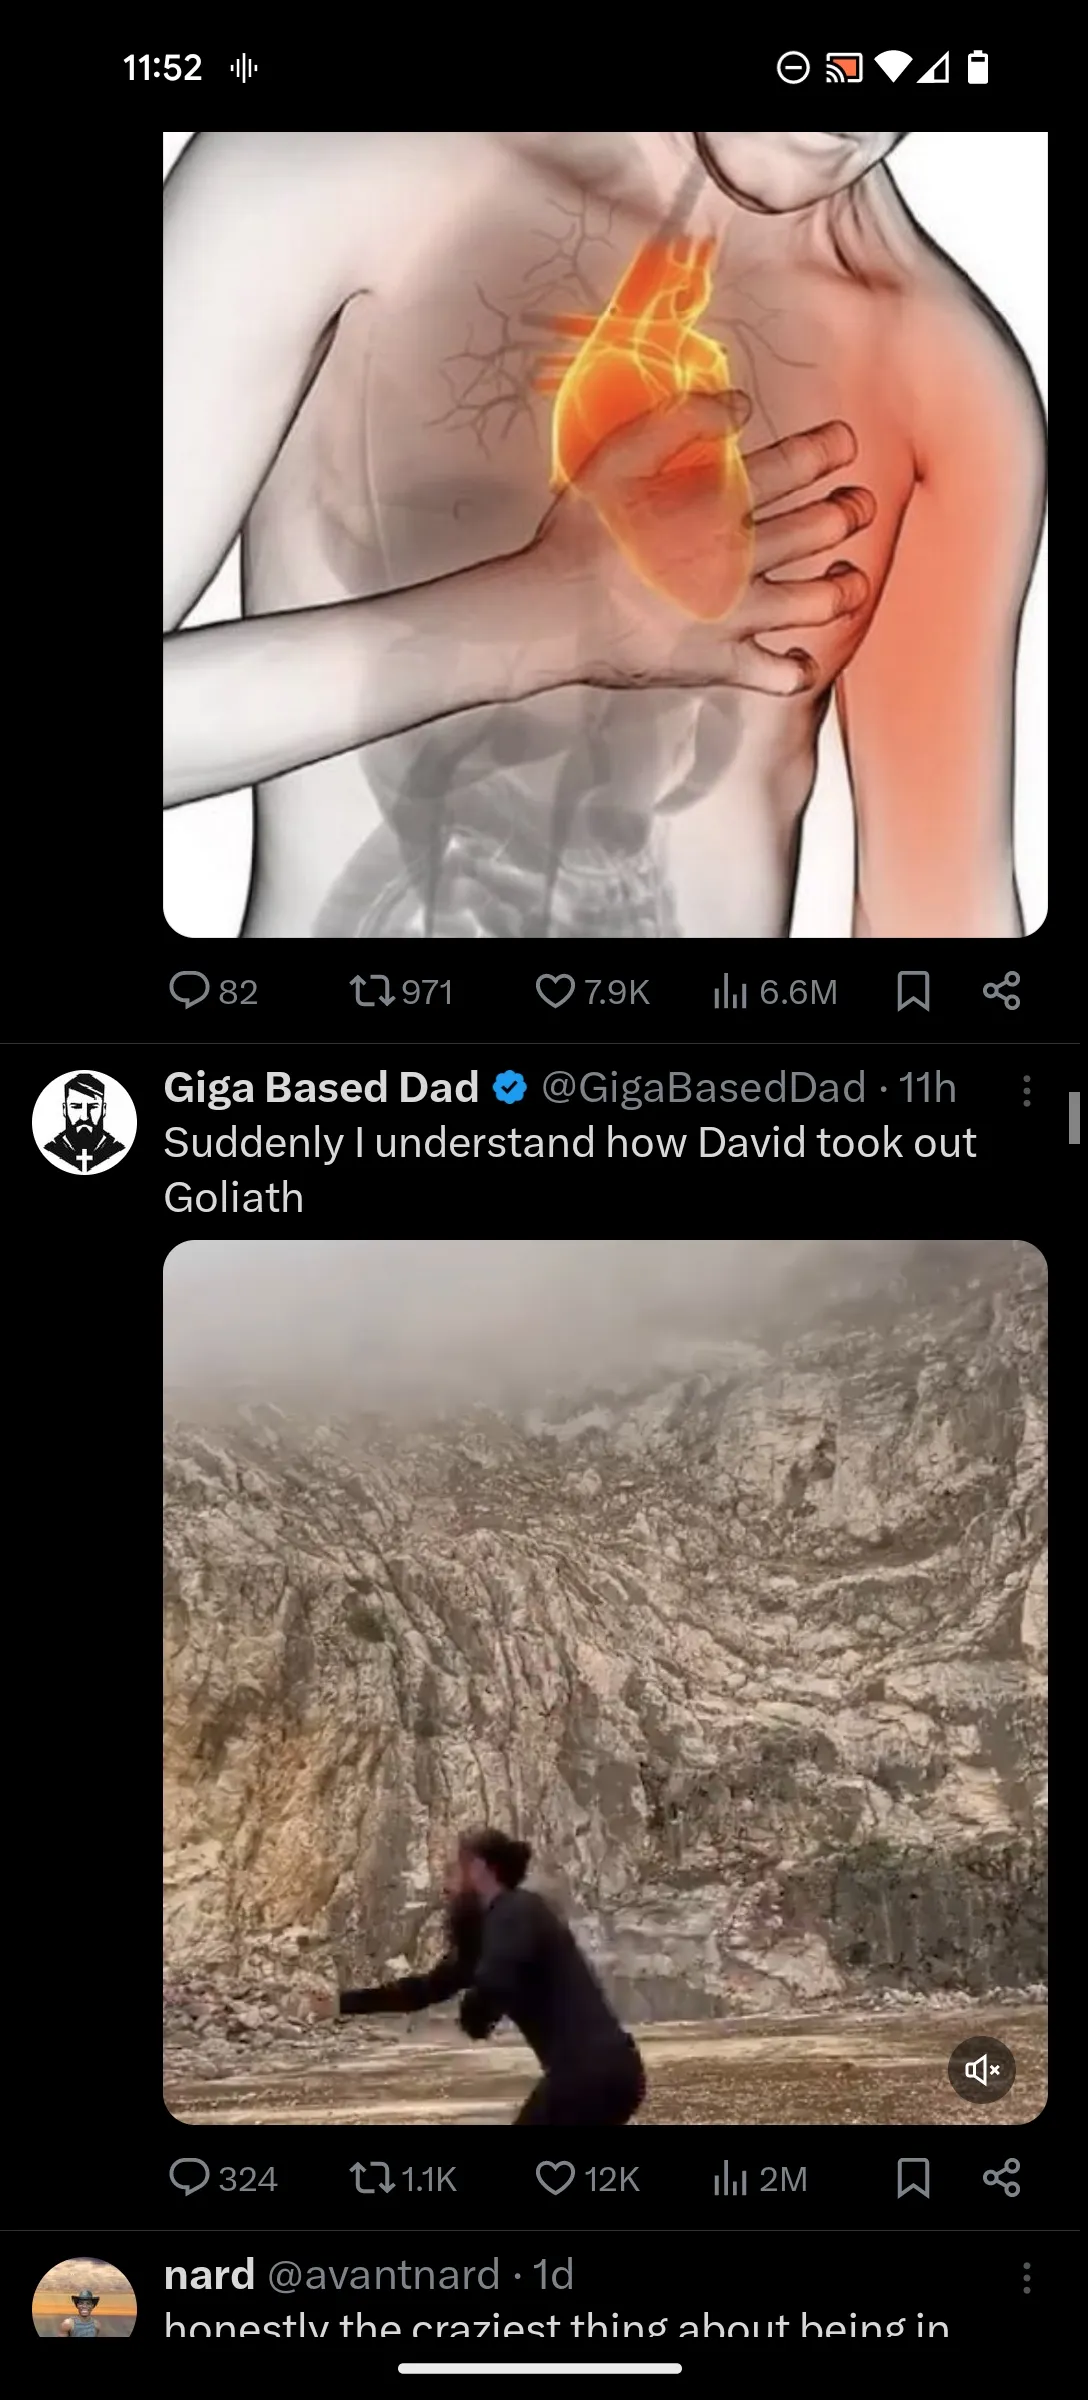 11:52
82 971 7.9K 6.6M
Giga Based Dad @GigaBasedDad · 11h
Suddenly I understand how David took out
Goliath
324 1.1K 12K 2M
nard @avantnard · 1d
honestly the craziest thing about being in